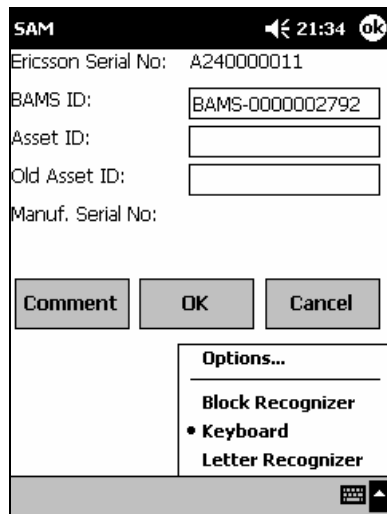 SAM 21:34 ok
Ericsson Serial No: A240000011
BAMS ID: BAMS-0000002792
Asset ID:
Old Asset ID:
Manuf. Serial No:
Comment OK Cancel
Options...
Block Recognizer
Keyboard
Letter Recognizer